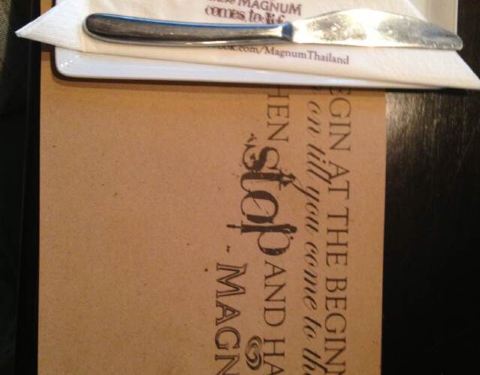 MAGNUM
comes to life
.com/MagnumThailand
EGIN AT THE BEGINN
on till you come to th
HEN stop AND HA
- MAGN